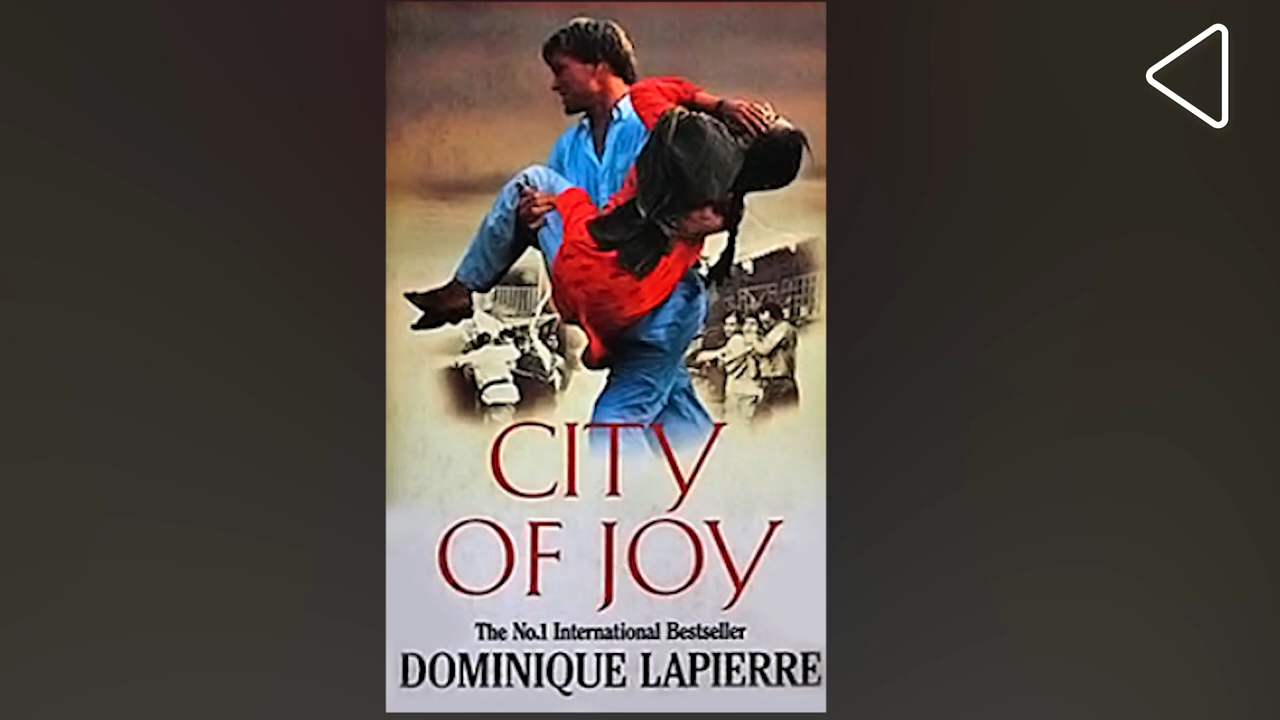 CITY
OF JOY
The No.1 International Bestseller
DOMINIQUE LAPIERRE